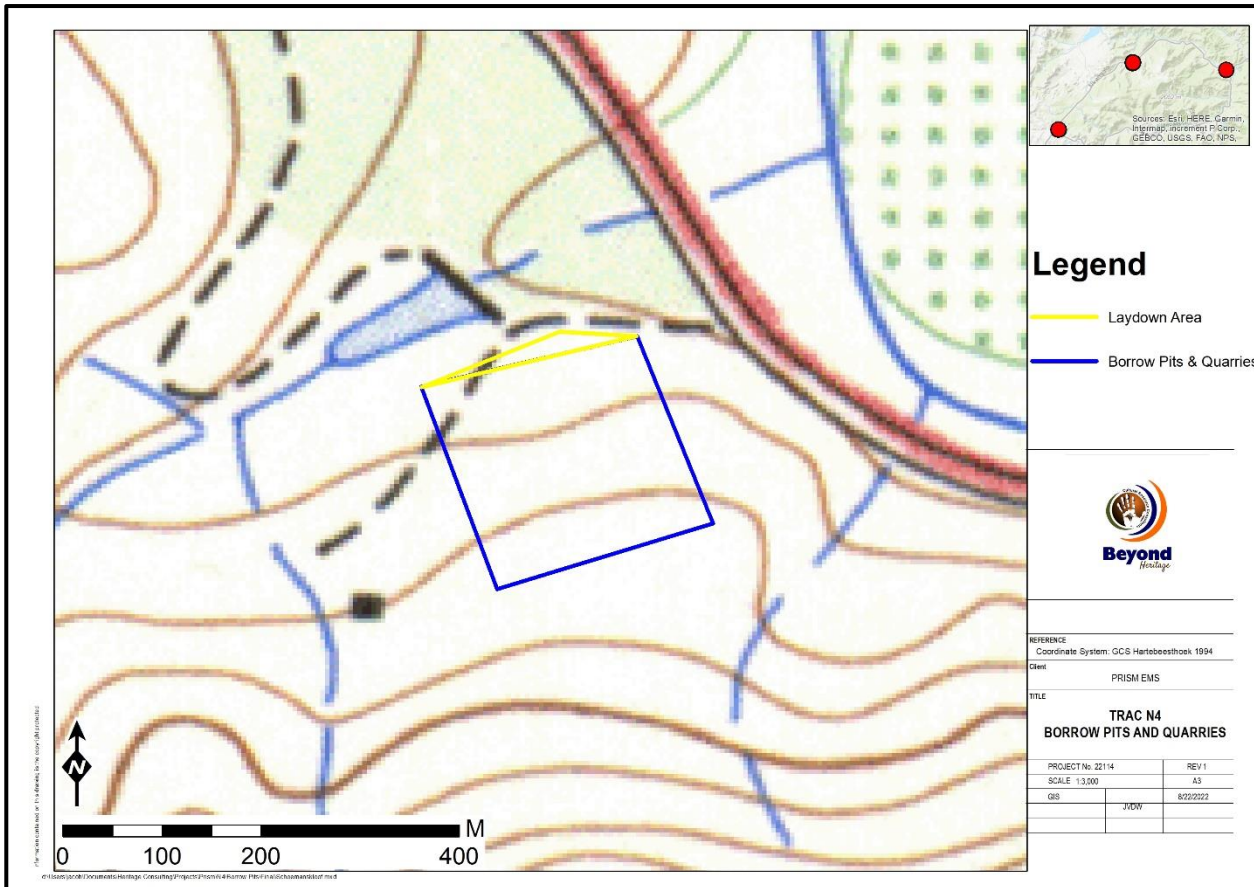 Sources: Esri, HERE, Garmin,
Intermap, increment P Corp.,
GEBCO, USGS, FAO, NPS,
Legend
Laydown Area
Borrow Pits & Quarries
Beyond
Heritage
REFERENCE
Coordinate System: GCS Hartebeesthoek 1994
Client
PRISM EMS
TITLE
TRAC N4
BORROW PITS AND QUARRIES
PROJECT No. 22114 REV 1
SCALE 1:3,000 A3
GIS JVDW 8/22/2022
N
M
0 100 200 400